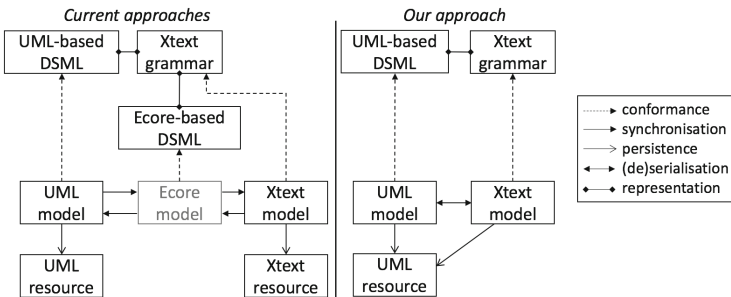 Current approaches
UML-based
DSML
Xtext
grammar
Ecore-based
DSML
UML
model
Ecore
model
Xtext
model
UML
resource
Xtext
resource
Our approach
UML-based
DSML
Xtext
grammar
UML
model
Xtext
model
UML
resource
conformance
synchronisation
persistence
(de)serialisation
representation